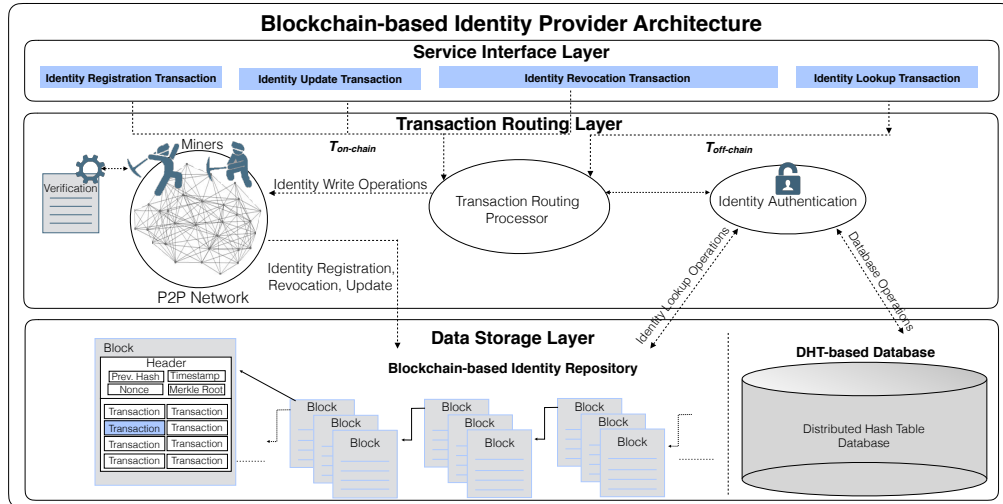 Blockchain-based Identity Provider Architecture
Service Interface Layer
Identity Registration Transaction
Identity Update Transaction
Identity Revocation Transaction
Identity Lookup Transaction
Transaction Routing Layer
Miners
T on-chain
T off-chain
Verification
Identity Write Operations
Transaction Routing
Processor
Identity Authentication
P2P Network
Identity Registration,
Revocation, Update
Identity Lookup Operations
Database Operations
Data Storage Layer
Blockchain-based Identity Repository
DHT-based Database
Block
Header
Prev. Hash
Timestamp
Nonce
Merkle Root
Transaction
Transaction
Transaction
Transaction
Transaction
Transaction
Transaction
Transaction
Block
Block
Block
Block
Block
Block
Block
Block
Block
Distributed Hash Table
Database